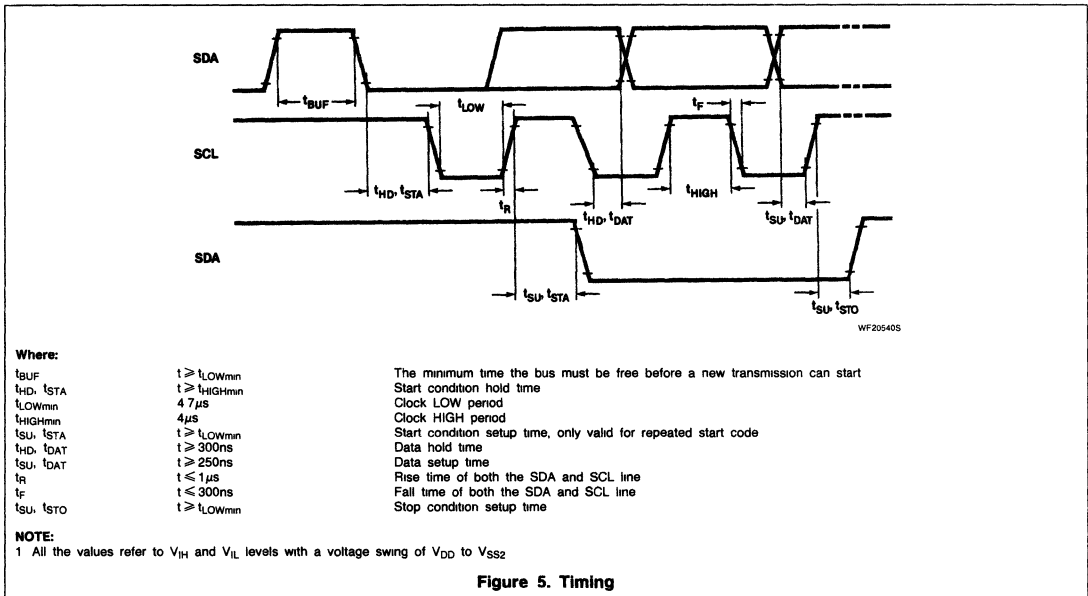 SDA
tBUF
tLOW
tF
SCL
tHD, tSTA
tR
tHD, tDAT
tHIGH
tSU, tDAT
SDA
tSU, tSTA
tSU, tSTO
WF20540S
Where:
tBUF t ≥ tLOWmin The minimum time the bus must be free before a new transmission can start
tHD, tSTA t ≥ tHIGHmin Start condition hold time
tLOWmin 4 7μs Clock LOW period
tHIGHmin 4μs Clock HIGH period
tSU, tSTA t ≥ tLOWmin Start condition setup time, only valid for repeated start code
tHD, tDAT t ≥ 300ns Data hold time
tSU, tDAT t ≥ 250ns Data setup time
tR t ≤ 1μs Rise time of both the SDA and SCL line
tF t ≤ 300ns Fall time of both the SDA and SCL line
tSU, tSTO t ≥ tLOWmin Stop condition setup time
NOTE:
1 All the values refer to VIH and VIL levels with a voltage swing of VDD to VSS2
Figure 5. Timing